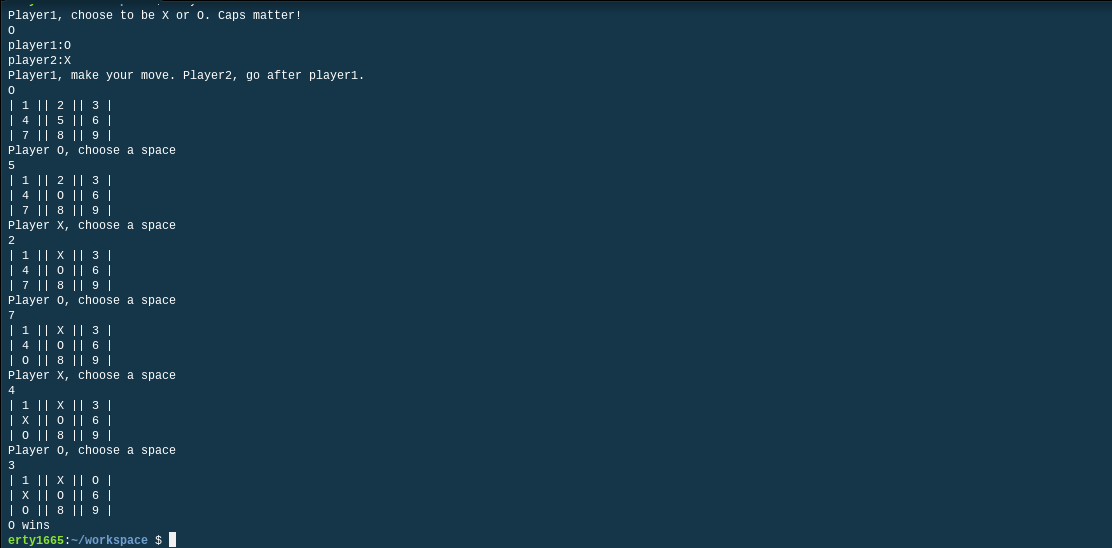 Player1, choose to be X or O. Caps matter!
O
player1:O
player2:X
Player1, make your move. Player2, go after player1.
O
| 1 || 2 || 3 |
| 4 || 5 || 6 |
| 7 || 8 || 9 |
Player O, choose a space
5
| 1 || 2 || 3 |
| 4 || O || 6 |
| 7 || 8 || 9 |
Player X, choose a space
2
| 1 || X || 3 |
| 4 || O || 6 |
| 7 || 8 || 9 |
Player O, choose a space
7
| 1 || X || 3 |
| 4 || O || 6 |
| O || 8 || 9 |
Player X, choose a space
4
| 1 || X || 3 |
| X || O || 6 |
| O || 8 || 9 |
Player O, choose a space
3
| 1 || X || O |
| X || O || 6 |
| O || 8 || 9 |
O wins
erty1665:~/workspace $